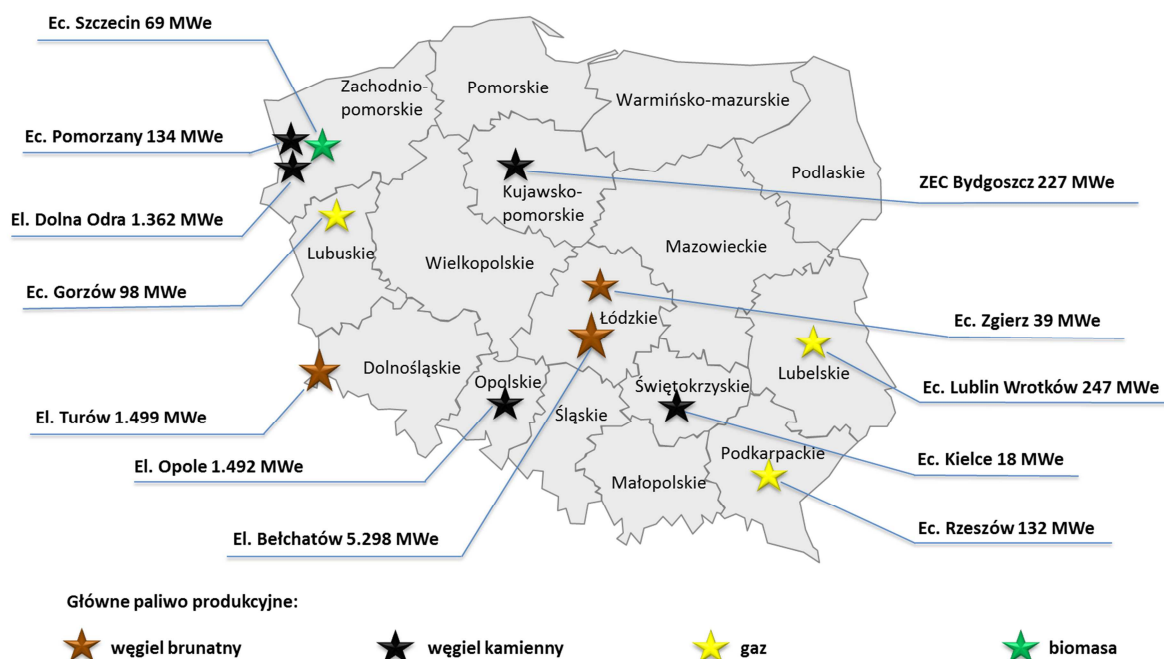 Ec. Szczecin 69 MWe
Zachodnio-
pomorskie
Pomorskie
Warmińsko-mazurskie
Ec. Pomorzany 134 MWe
Podlaskie
ZEC Bydgoszcz 227 MWe
Kujawsko-
pomorskie
El. Dolna Odra 1.362 MWe
Mazowieckie
Lubuskie
Wielkopolskie
Ec. Gorzów 98 MWe
Łódzkie
Ec. Zgierz 39 MWe
Dolnośląskie
Opolskie
Świętokrzyskie
Lubelskie
Ec. Lublin Wrotków 247 MWe
El. Turów 1.499 MWe
Śląskie
Podkarpackie
Ec. Kielce 18 MWe
El. Opole 1.492 MWe
Małopolskie
Ec. Rzeszów 132 MWe
El. Bełchatów 5.298 MWe
Główne paliwo produkcyjne:
węgiel brunatny
węgiel kamienny
gaz
biomasa